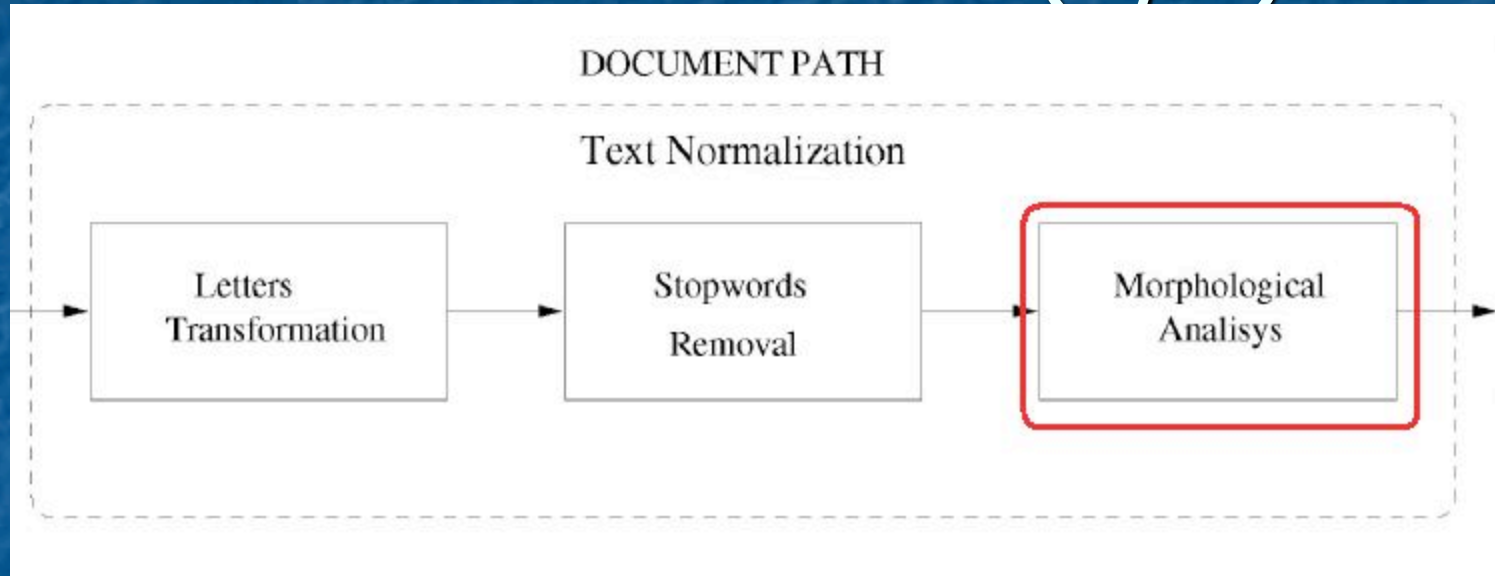 DOCUMENT PATH
Text Normalization
Letters
Transformation
Stopwords
Removal
Morphological
Analisys